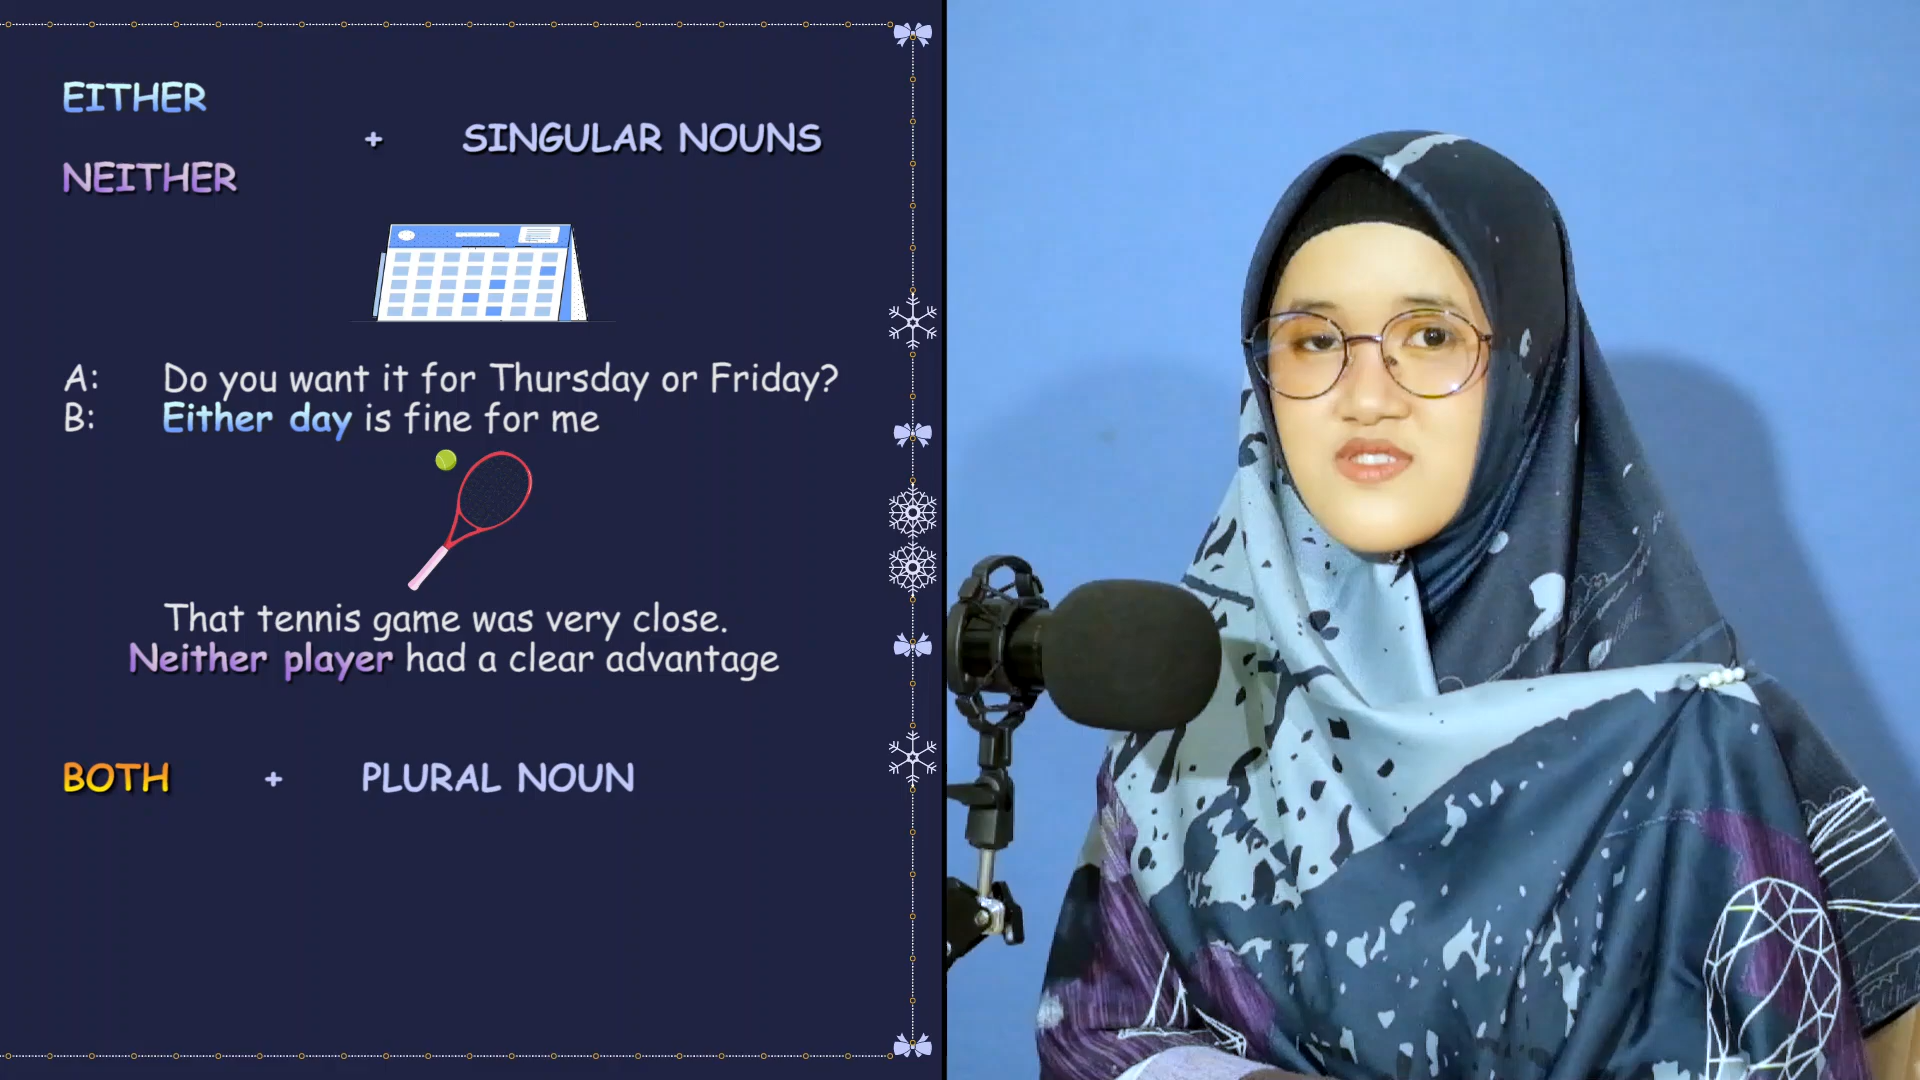 EITHER
+ SINGULAR NOUNS
NEITHER
A: Do you want it for Thursday or Friday?
B: Either day is fine for me
That tennis game was very close.
Neither player had a clear advantage
BOTH + PLURAL NOUN